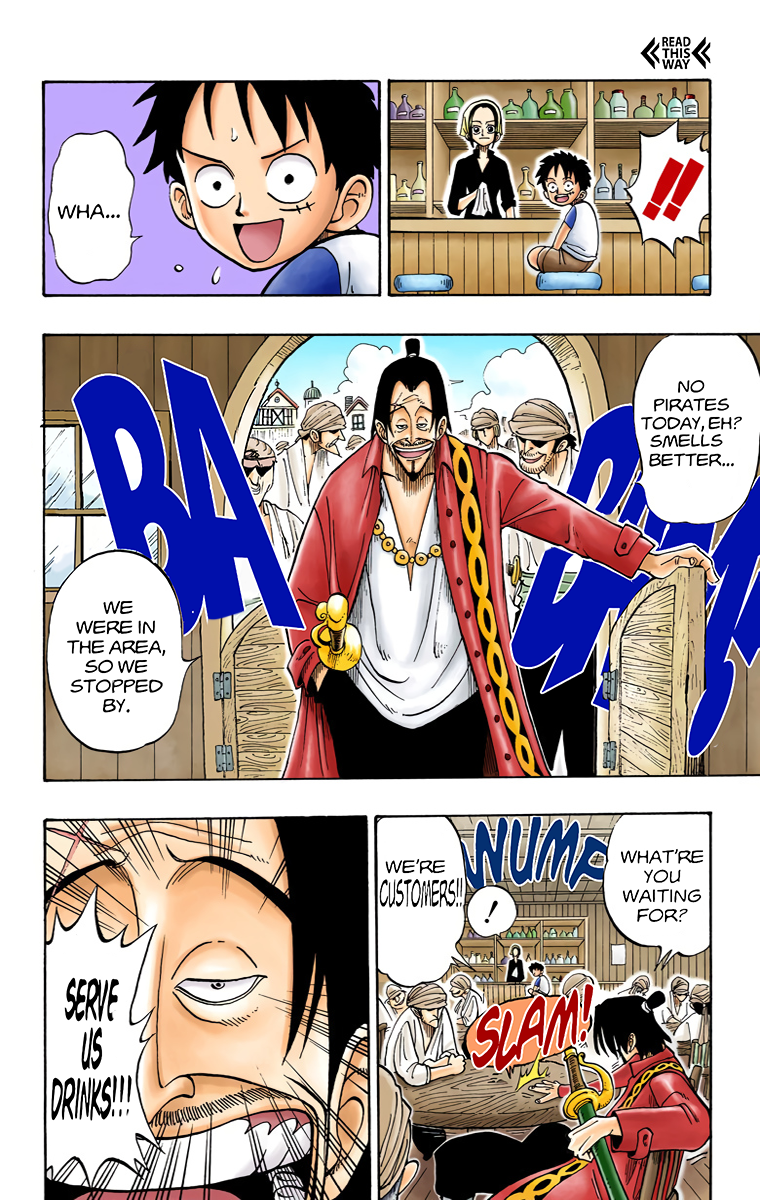 READ
THIS
WAY
!!
WHA...
NO
PIRATES
TODAY, EH?
SMELLS
BETTER...
BA
WE
WERE IN
THE AREA,
SO WE
STOPPED
BY.
WHAT'RE
YOU
WAITING
FOR?
WUMP
WE'RE
CUSTOMERS!!
!
SLAM!
SERVE
US
DRINKS!!!